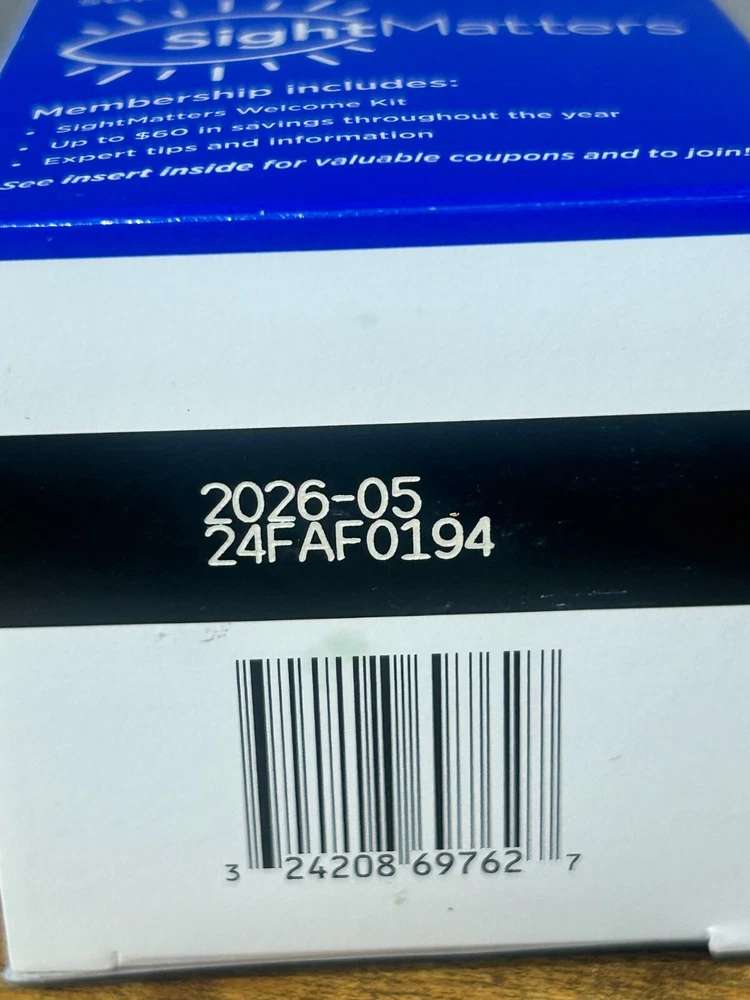 SightMatters
Membership includes:
• SightMatters Welcome Kit
• Up to $60 in savings throughout the year
• Expert tips and information
See insert inside for valuable coupons and to join!
2026-05
24FAF0194
3 24208 69762 7